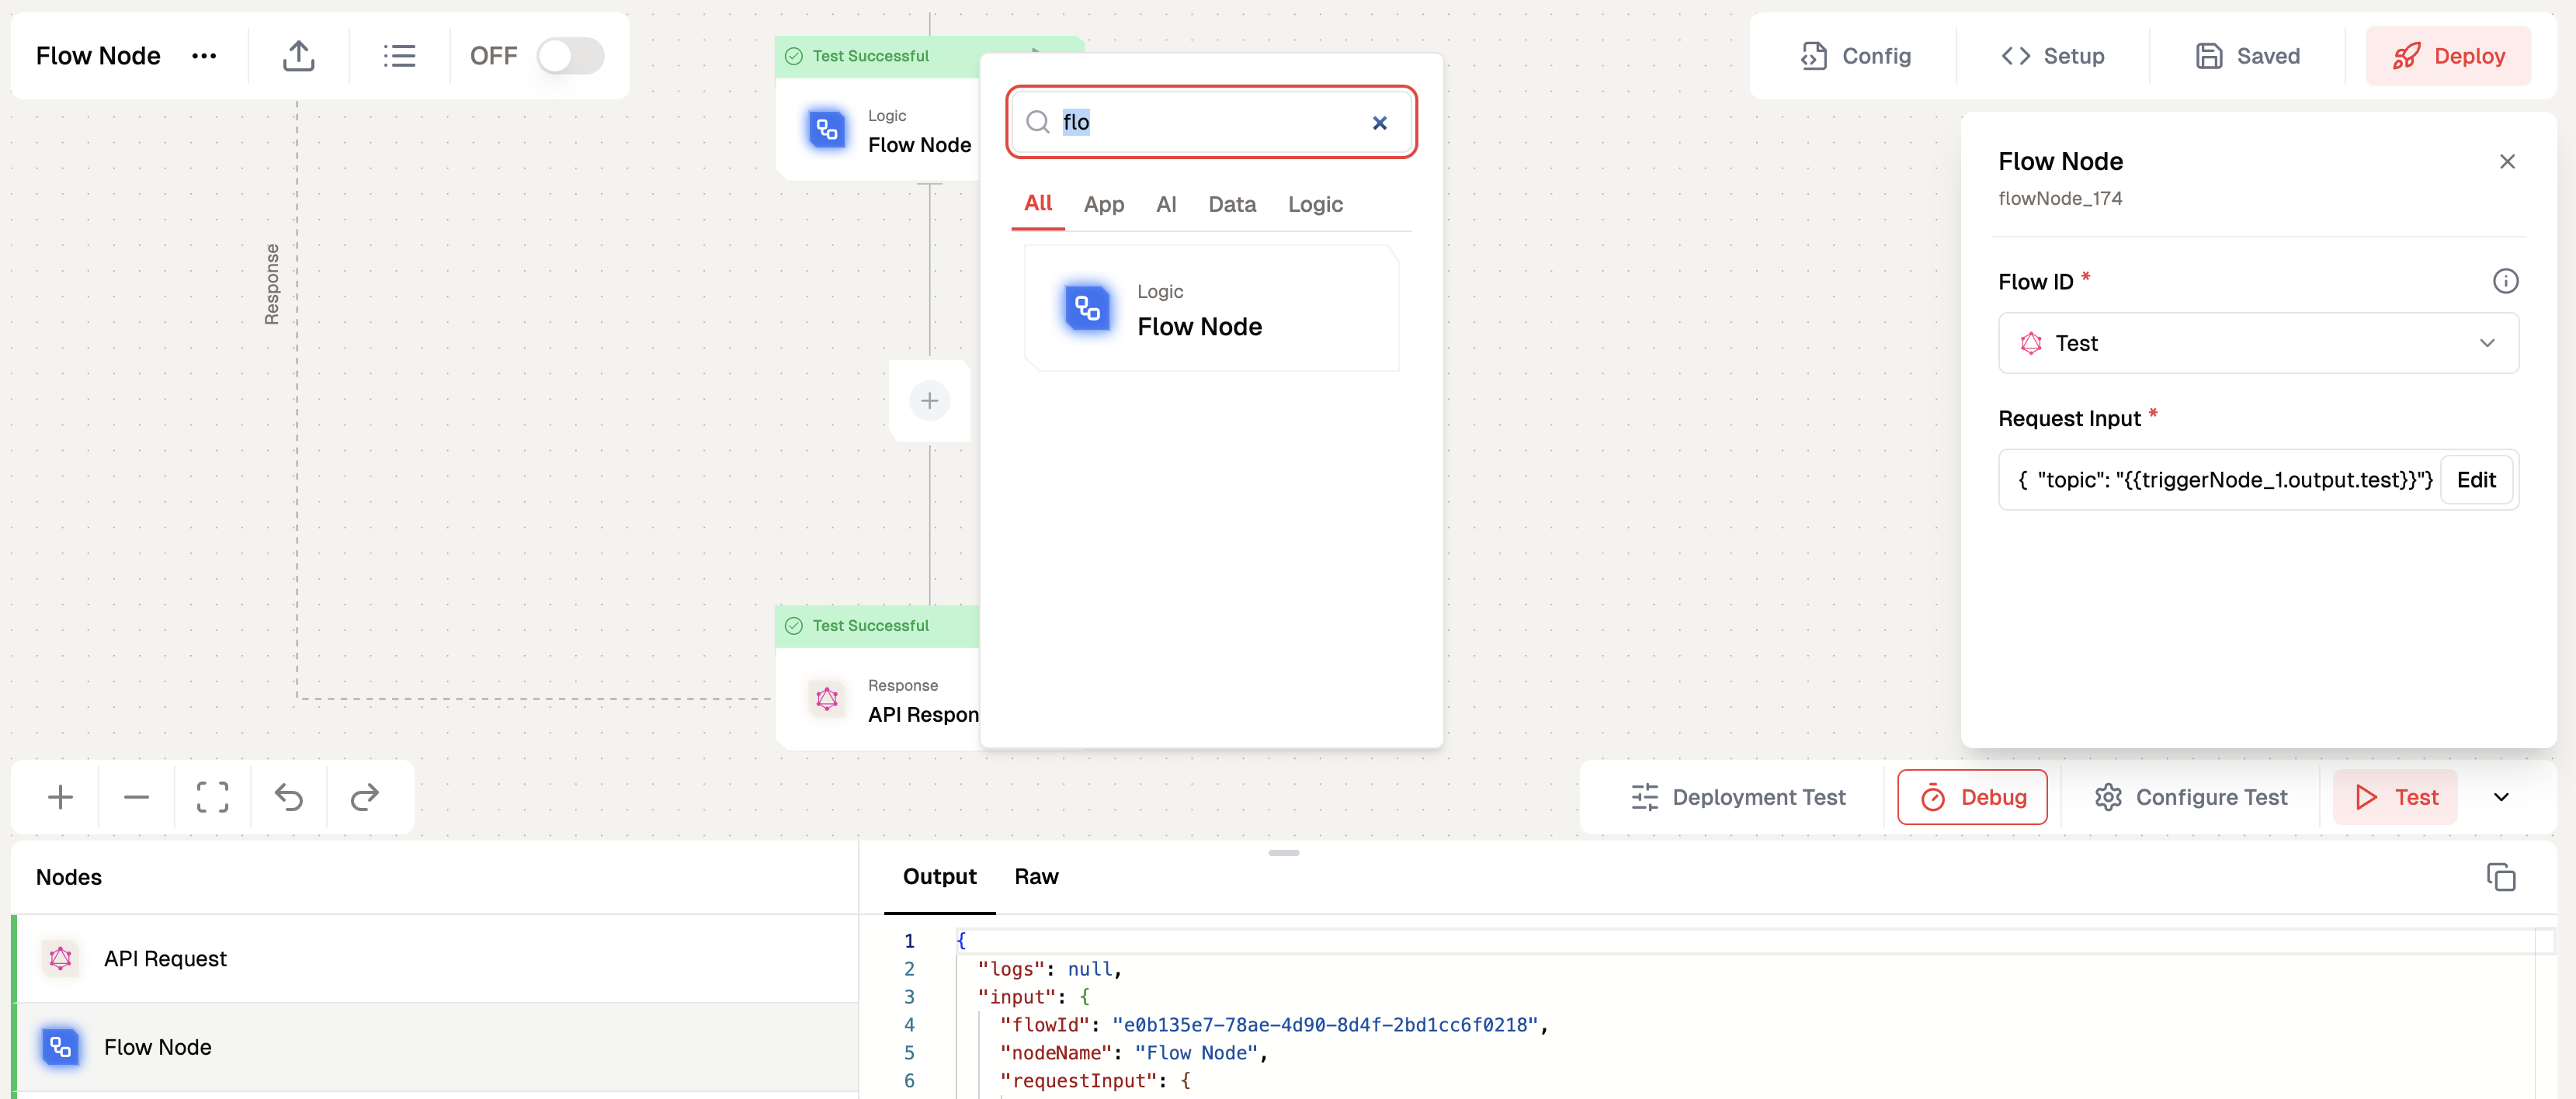 Flow Node
OFF
Config
Setup
Saved
Deploy
Test Successful
Logic
Flow Node
flo
All
App
AI
Data
Logic
Logic
Flow Node
Response
Test Successful
Response
API Respon
Flow Node
flowNode_174
Flow ID *
Test
Request Input *
{ "topic": "{{triggerNode_1.output.test}}"}
Edit
Deployment Test
Debug
Configure Test
Test
Nodes
API Request
Flow Node
Output
Raw
1 {
2 "logs": null,
3 "input": {
4 "flowId": "e0b135e7-78ae-4d90-8d4f-2bd1cc6f0218",
5 "nodeName": "Flow Node",
6 "requestInput": {